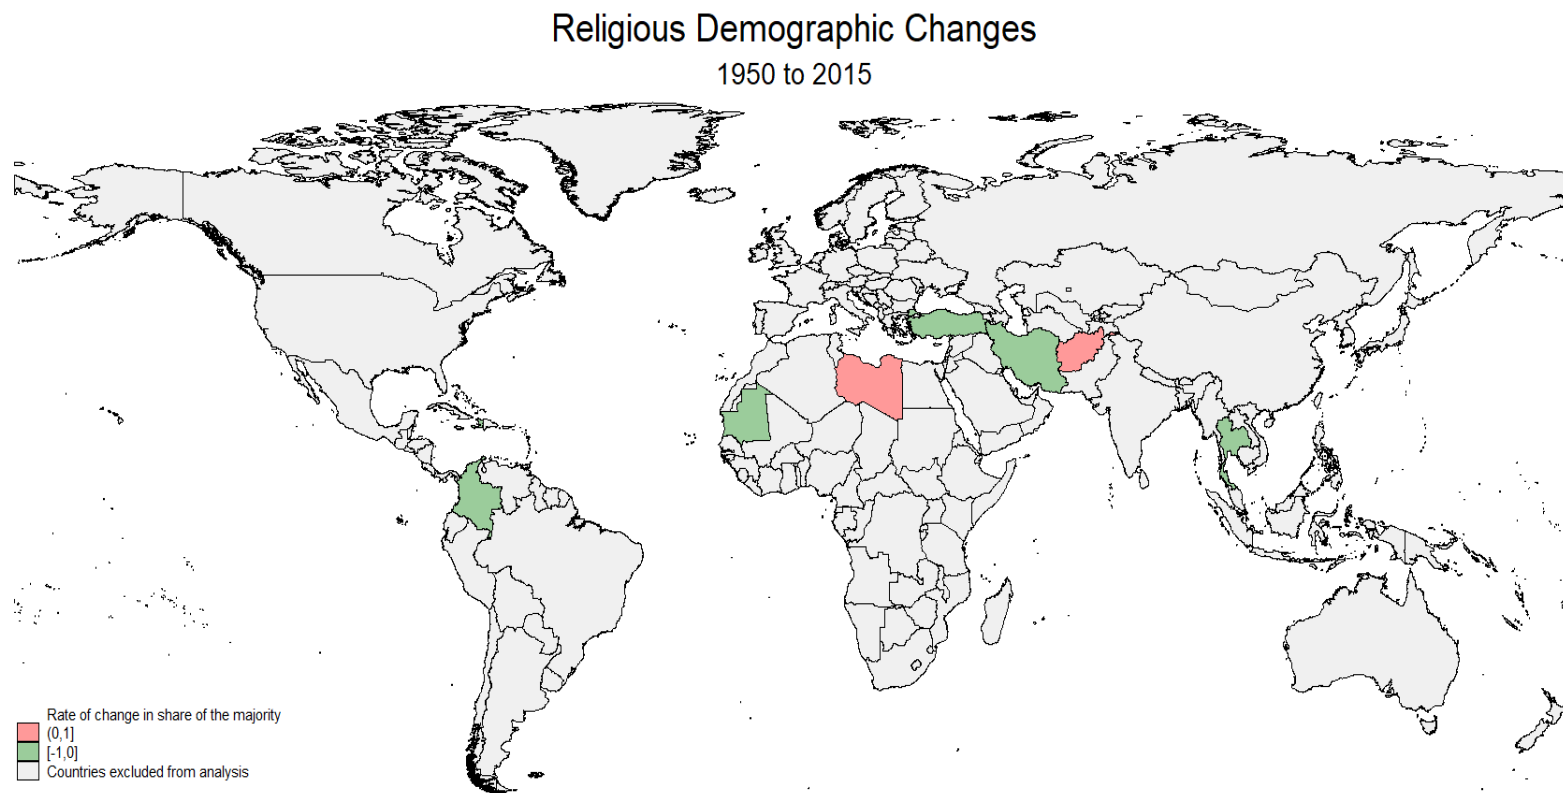 Religious Demographic Changes
1950 to 2015
Rate of change in share of the majority
(0,1]
[-1,0]
Countries excluded from analysis